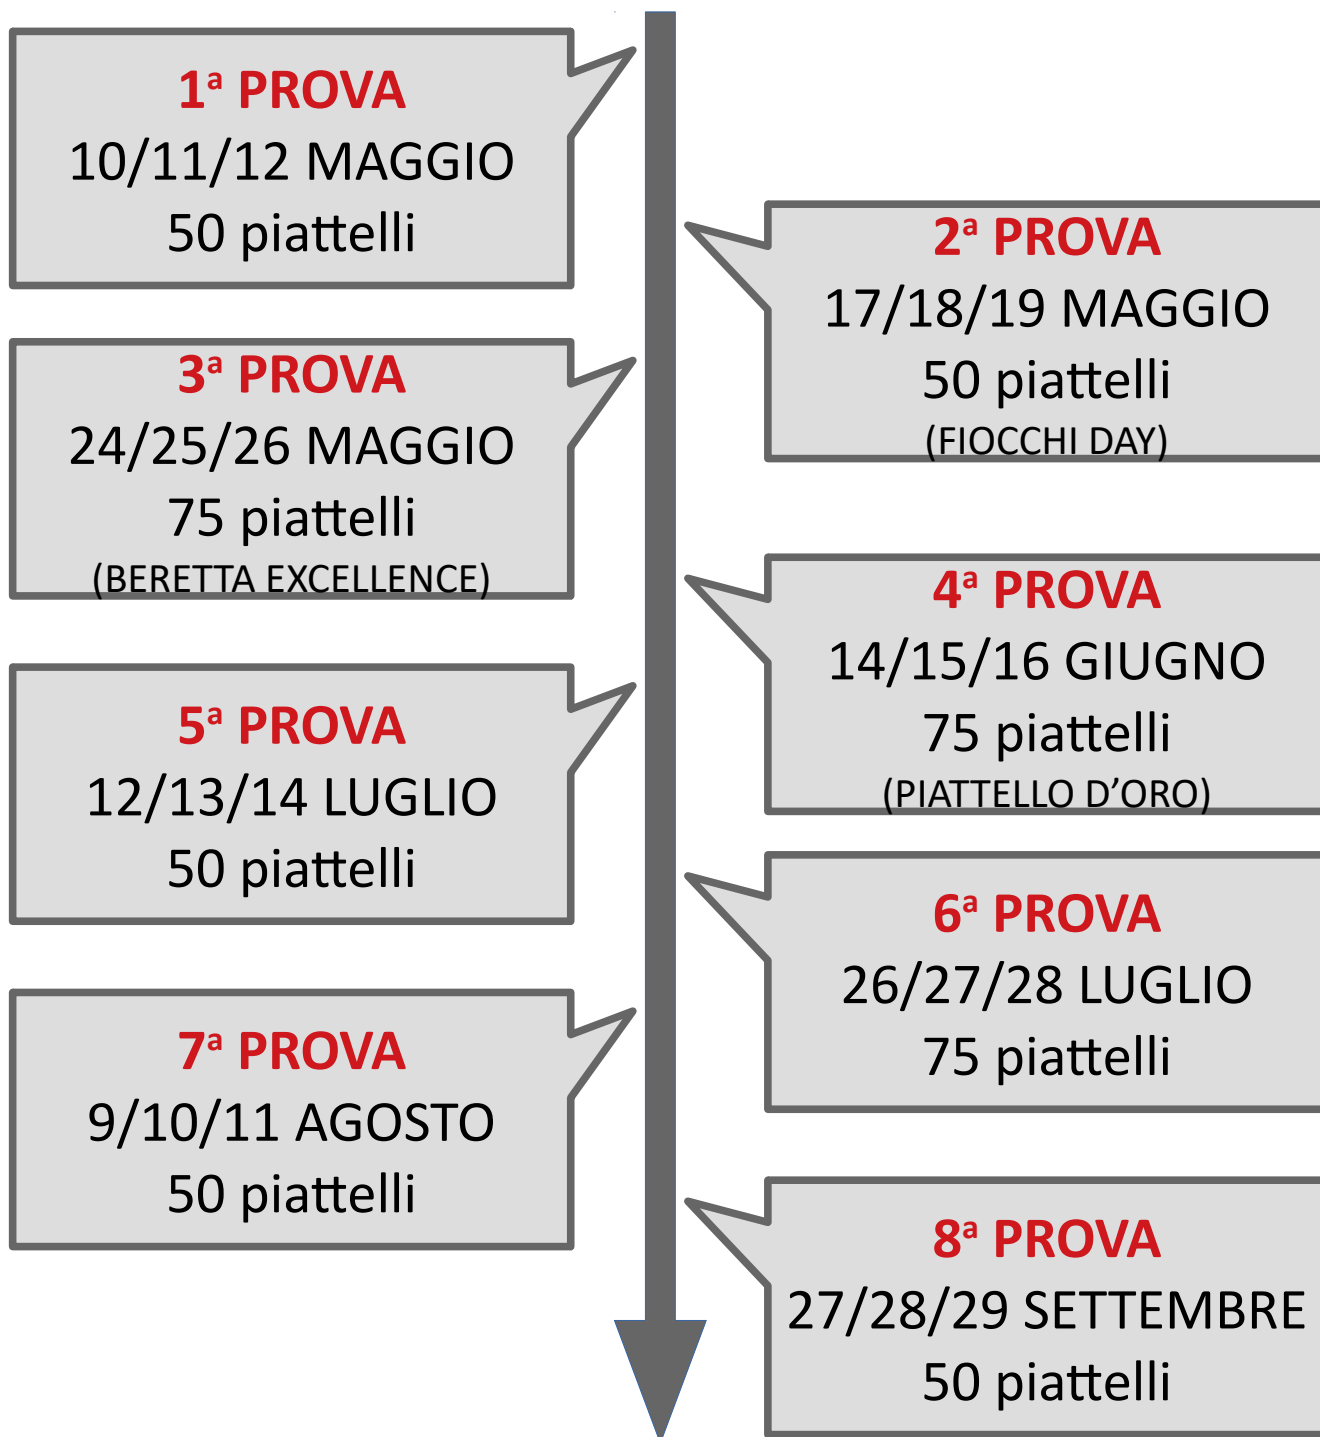 1ª PROVA
10/11/12 MAGGIO
50 piattelli
2ª PROVA
17/18/19 MAGGIO
50 piattelli
(FIOCCHI DAY)
3ª PROVA
24/25/26 MAGGIO
75 piattelli
(BERETTA EXCELLENCE)
4ª PROVA
14/15/16 GIUGNO
75 piattelli
(PIATTELLO D’ORO)
5ª PROVA
12/13/14 LUGLIO
50 piattelli
6ª PROVA
26/27/28 LUGLIO
75 piattelli
7ª PROVA
9/10/11 AGOSTO
50 piattelli
8ª PROVA
27/28/29 SETTEMBRE
50 piattelli